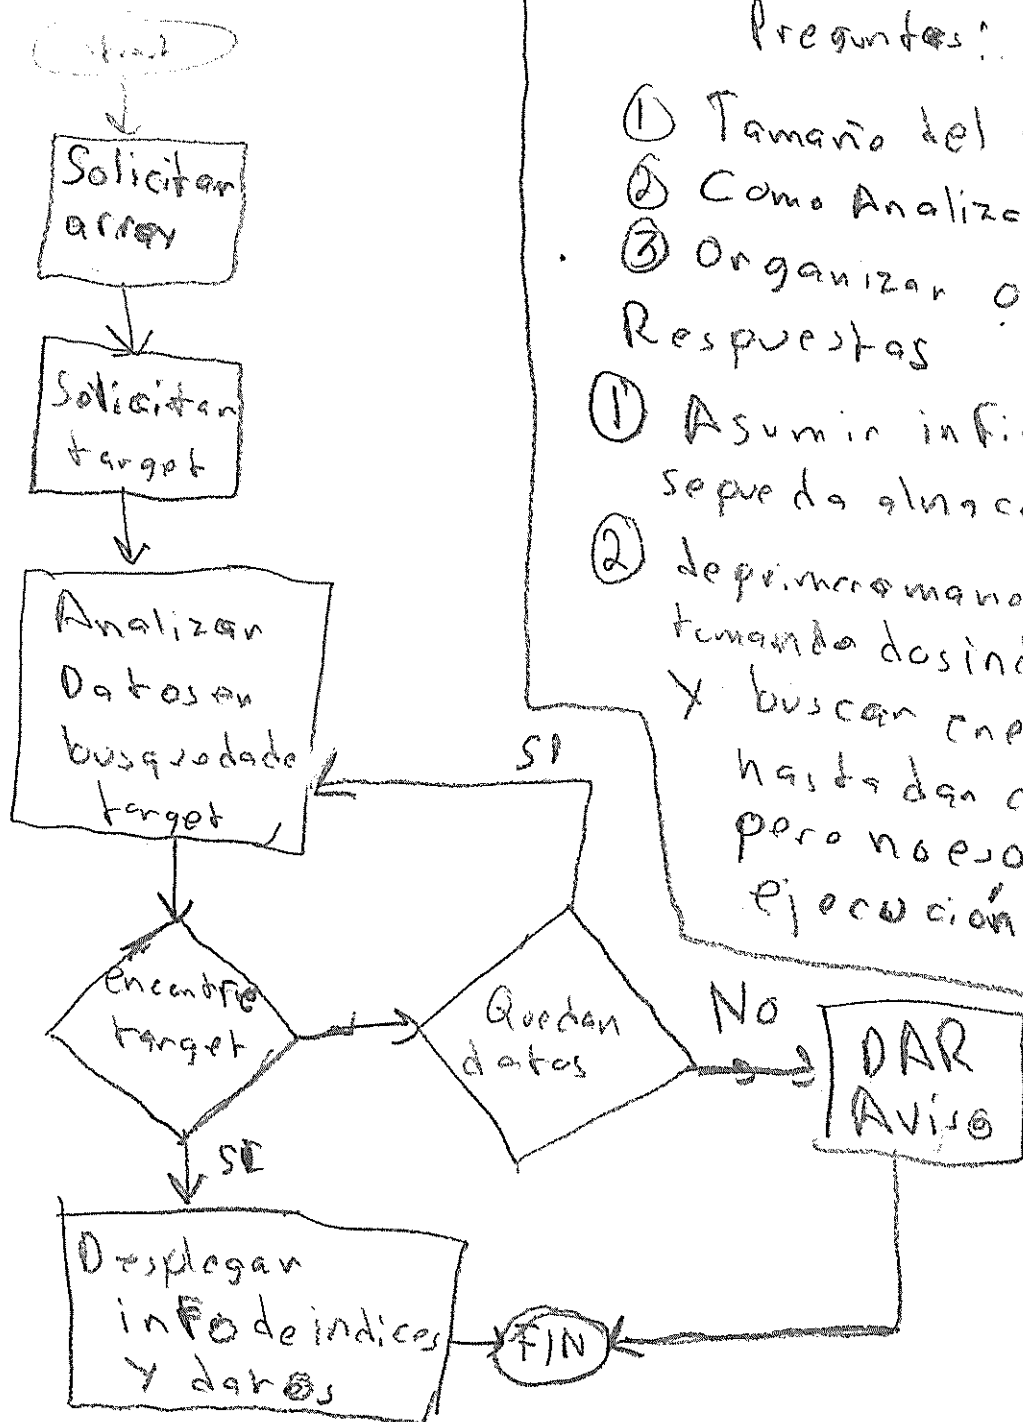 Start
Solicitar
array
Solicitar
target
Analizar
Datos en
busqueda de
target
encontre
target
SI
Quedan
datos
SI
No
DAR
AViso
Desplegar
inFo de indices
Y datos
FIN
Preguntas:
① Tamaño del
② Como Analiza
③ Organizar o
Respuestas
① Asumir
se pueda
② de primera mano
tomando dos
Y buscar
hasta dar
pero no es
ejecución